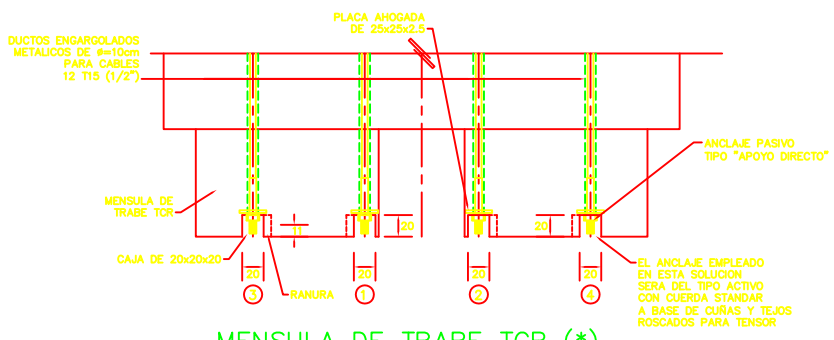 PLACA AHOGADA
DE 25x25x2.5
DUCTOS ENGARGOLADOS
METALICOS DE ø=10cm
PARA CABLES
12 T15 (1/2")
ANCLAJE PASIVO
TIPO "APOYO DIRECTO"
MENSULA DE
TRABE TCR
11
20
20
CAJA DE 20x20x20
20
20
20
20
EL ANCLAJE EMPLEADO
EN ESTA SOLUCION
SERA DEL TIPO ACTIVO
CON CUERDA STANDAR
A BASE DE CUÑAS Y TEJOS
ROSCADOS PARA TENSOR
3
RANURA
1
2
4
MENSULA DE TRABE TCR (*)